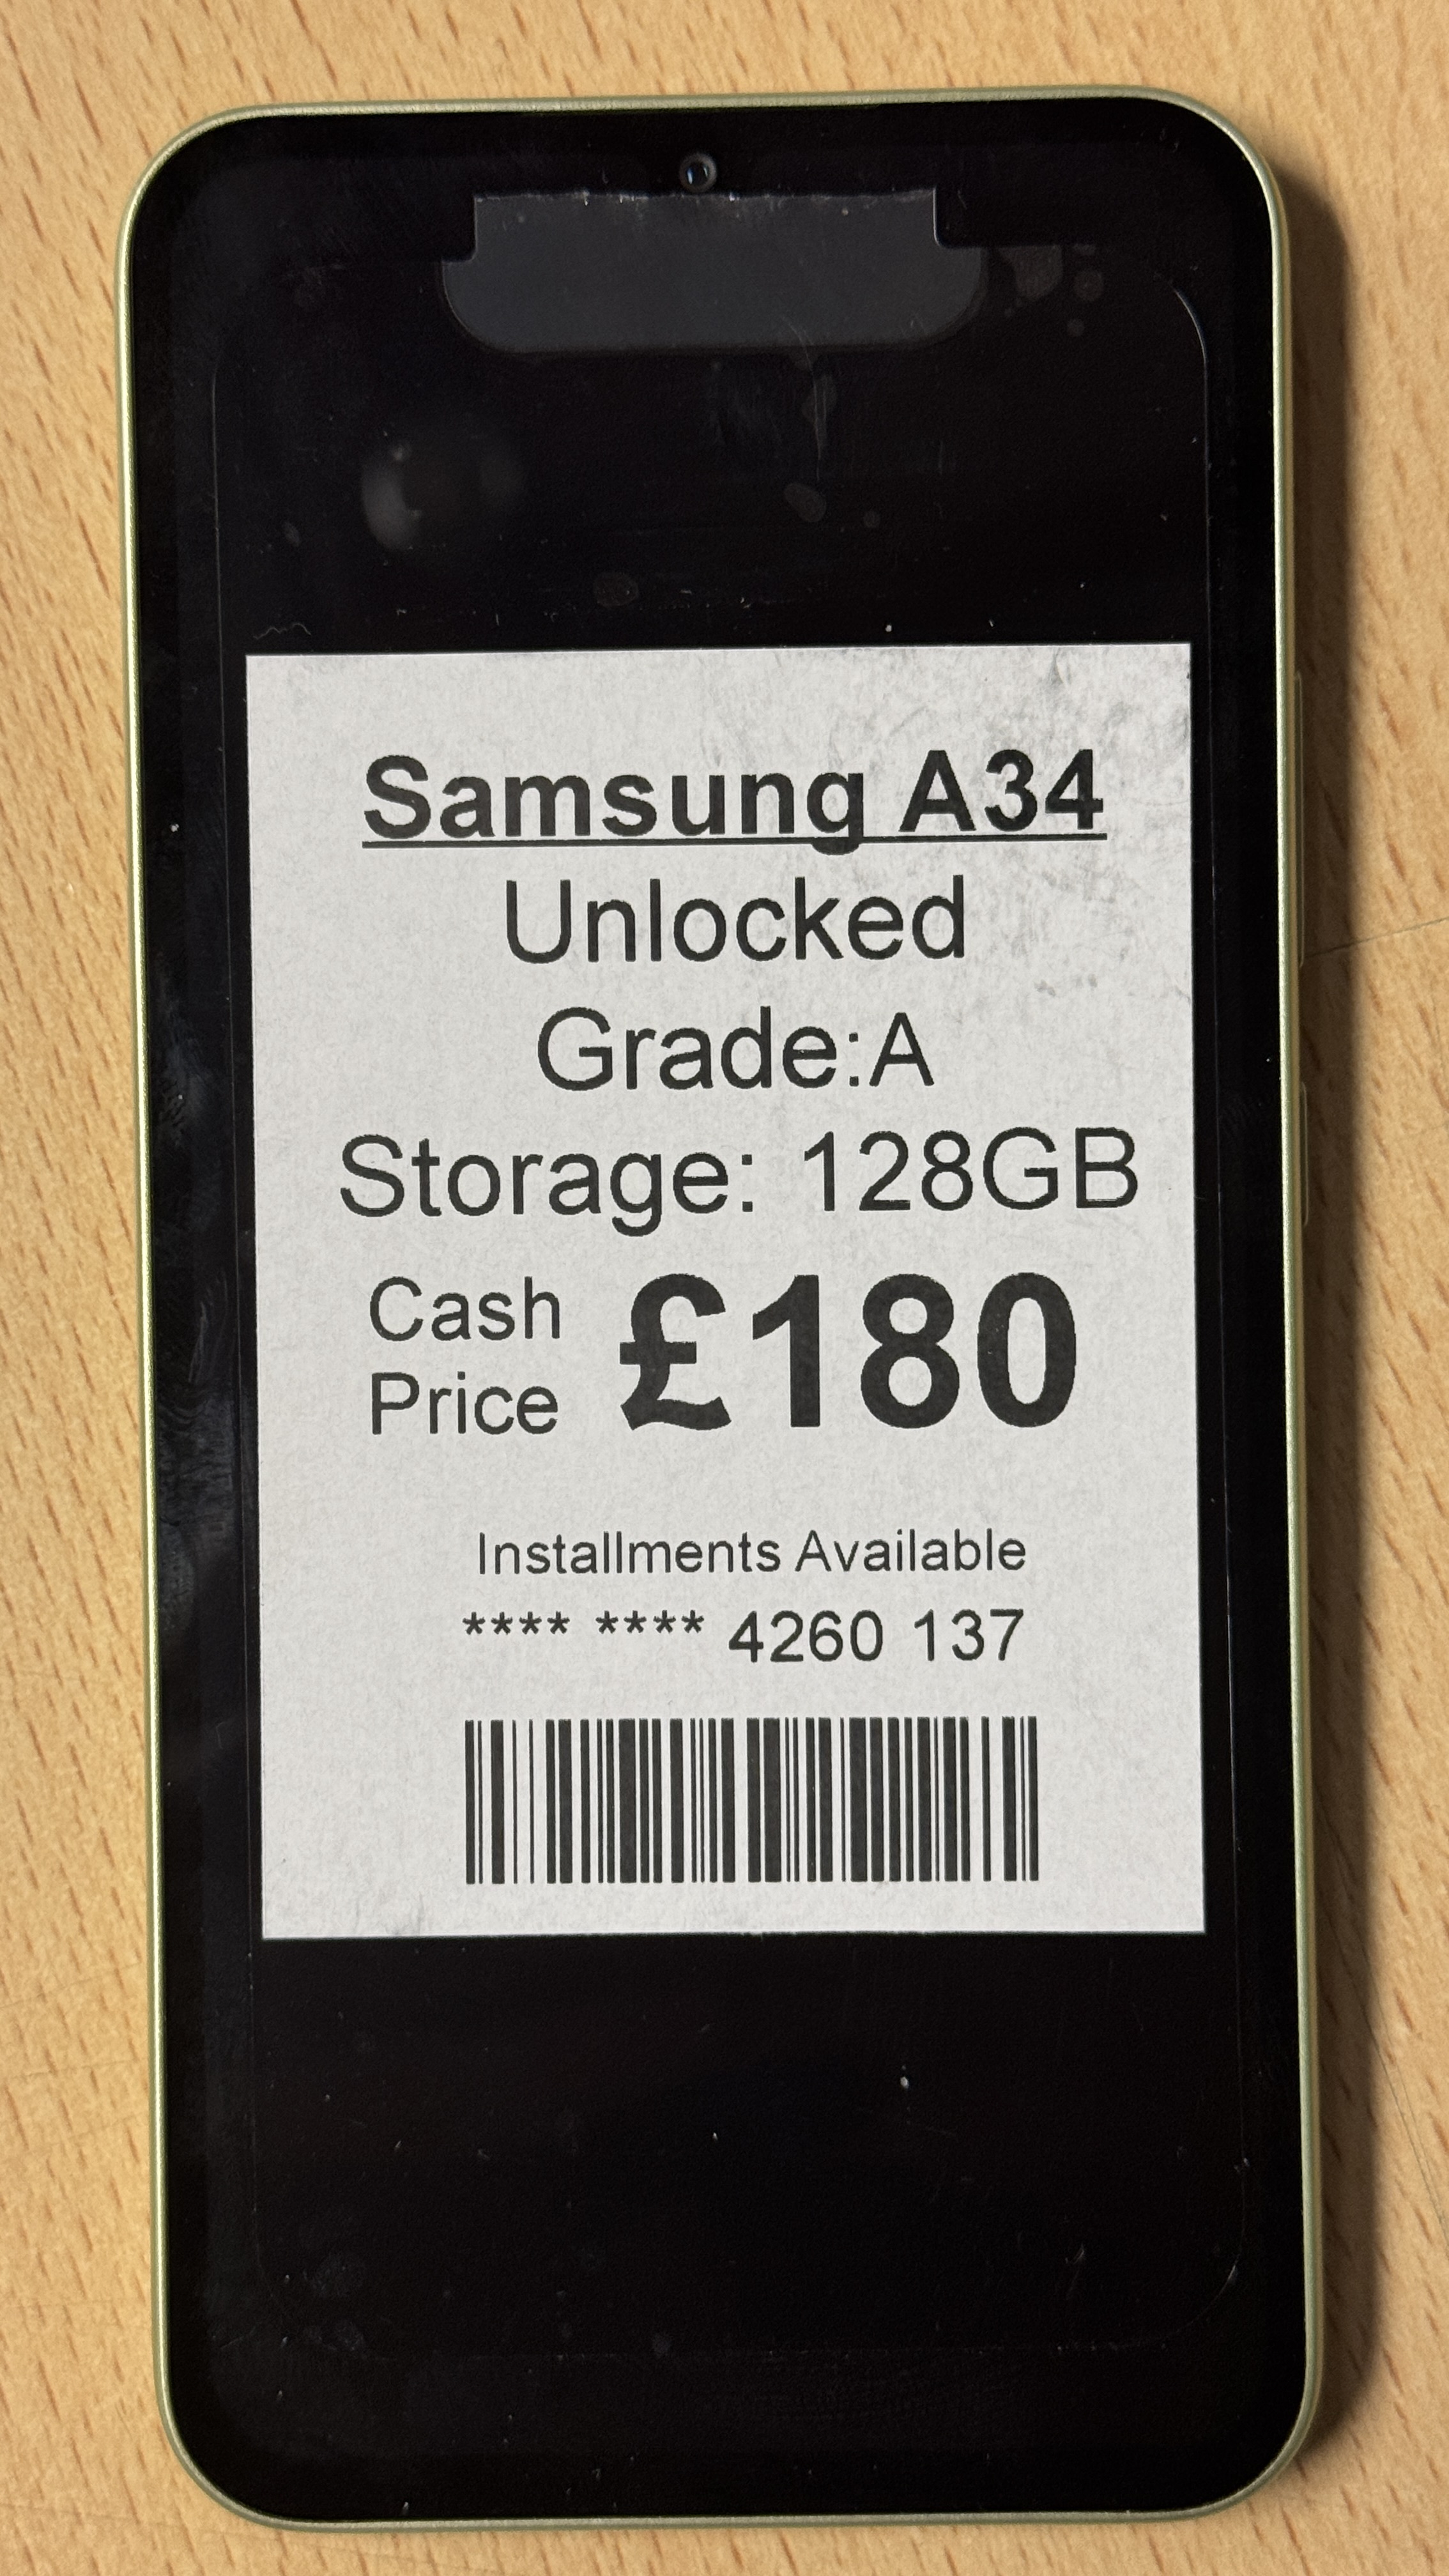 Samsung A34
Unlocked
Grade:A
Storage: 128GB
Cash Price £180
Installments Available
**** **** 4260 137